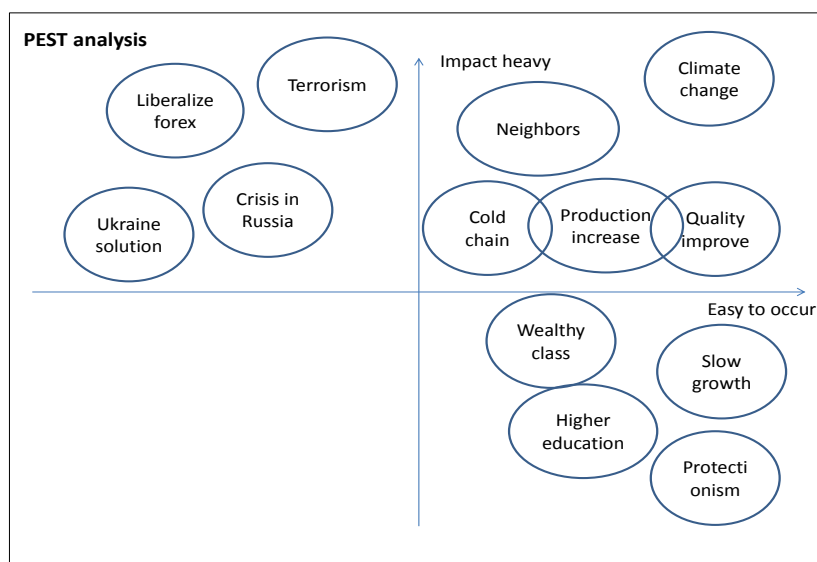 PEST analysis
Impact heavy
Climate
change
Terrorism
Liberalize
forex
Neighbors
Crisis in
Russia
Ukraine
solution
Cold
chain
Production
increase
Quality
improve
Easy to occur
Wealthy
class
Slow
growth
Higher
education
Protecti
onism